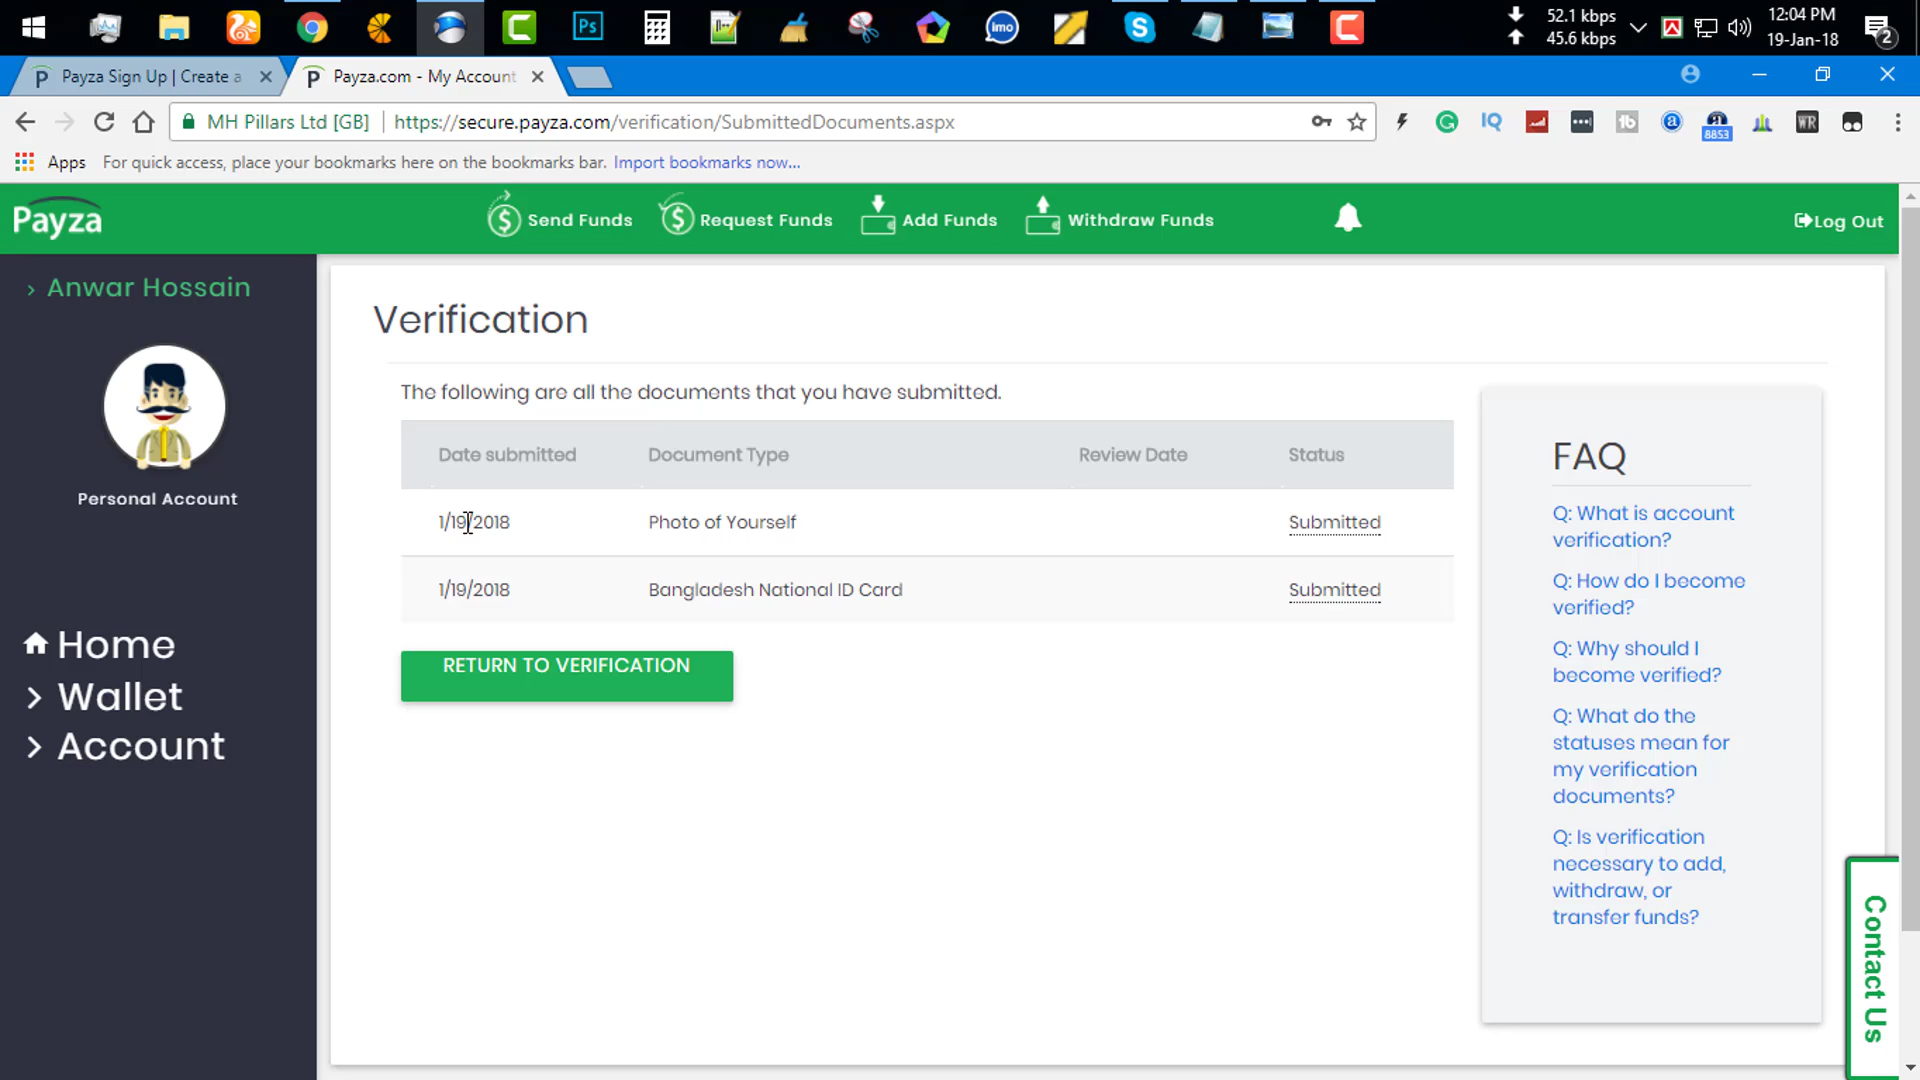 52.1 kbps
45.6 kbps
12:04 PM
19-Jan-18
2
Payza Sign Up | Create a
Payza.com - My Account
MH Pillars Ltd [GB]
https://secure.payza.com/verification/SubmittedDocuments.aspx
8853
Apps
For quick access, place your bookmarks here on the bookmarks bar. Import bookmarks now...
Payza
Send Funds
Request Funds
Add Funds
Withdraw Funds
Log Out
Anwar Hossain
Personal Account
Home
Wallet
Account
Verification
The following are all the documents that you have submitted.
Date submitted Document Type Review Date Status
1/19/2018 Photo of Yourself Submitted
1/19/2018 Bangladesh National ID Card Submitted
RETURN TO VERIFICATION
FAQ
Q: What is account
verification?
Q: How do I become
verified?
Q: Why should I
become verified?
Q: What do the
statuses mean for
my verification
documents?
Q: Is verification
necessary to add,
withdraw, or
transfer funds?
Contact Us